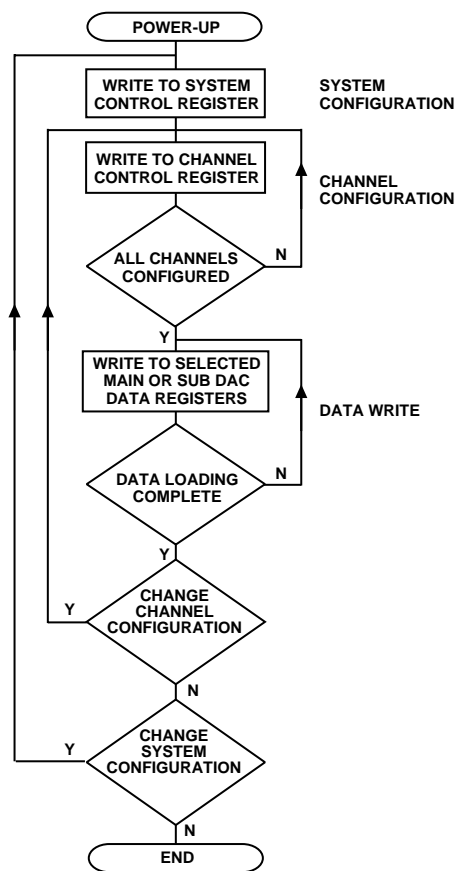 POWER-UP
WRITE TO SYSTEM
CONTROL REGISTER
SYSTEM
CONFIGURATION
WRITE TO CHANNEL
CONTROL REGISTER
CHANNEL
CONFIGURATION
ALL CHANNELS
CONFIGURED
N
Y
WRITE TO SELECTED
MAIN OR SUB DAC
DATA REGISTERS
DATA WRITE
DATA LOADING
COMPLETE
N
Y
CHANGE
CHANNEL
CONFIGURATION
Y
N
CHANGE
SYSTEM
CONFIGURATION
Y
N
END